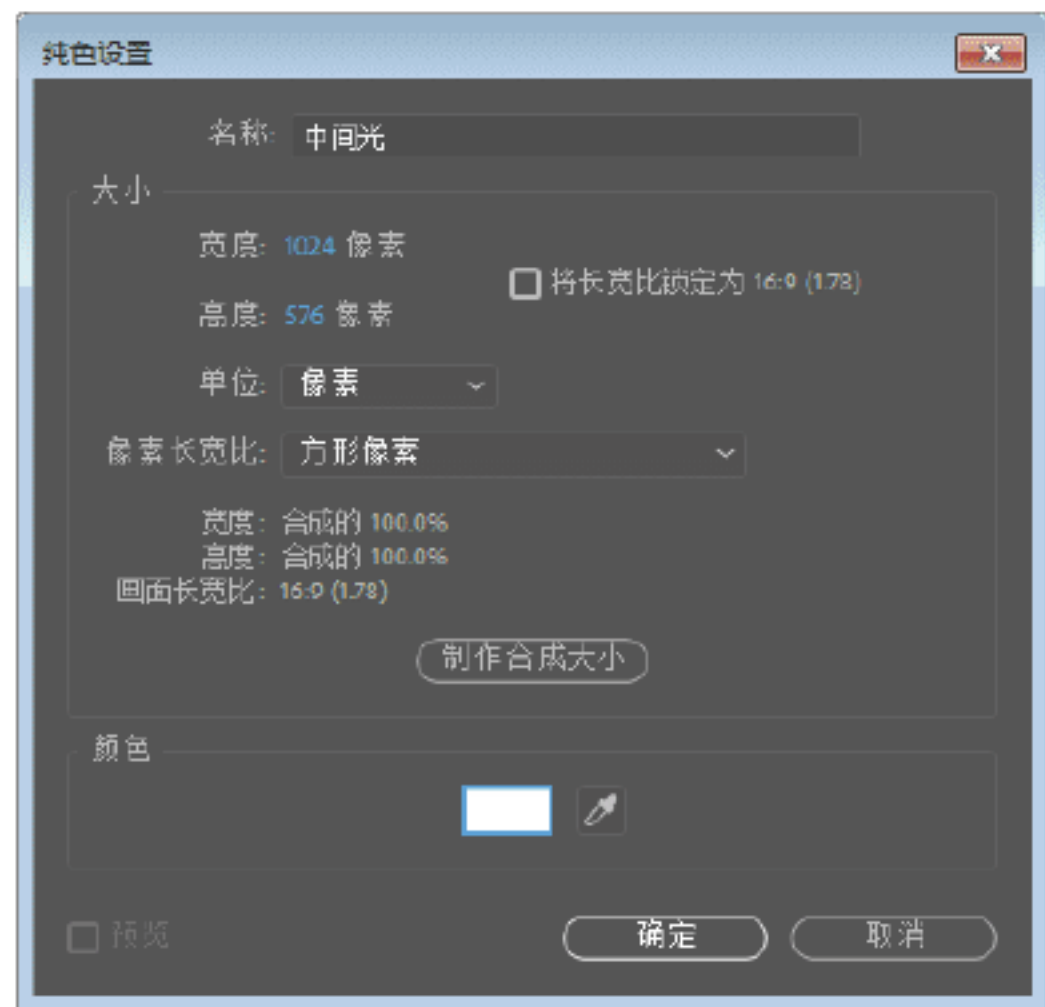 纯色设置
名称: 中间光
大小
宽度: 1024 像素
将长宽比锁定为 16:9 (1.78)
高度: 576 像素
单位: 像素
像素长宽比: 方形像素
宽度: 合成的 100.0%
高度: 合成的 100.0%
画面长宽比: 16:9 (1.78)
制作合成大小
颜色
预览
确定
取消